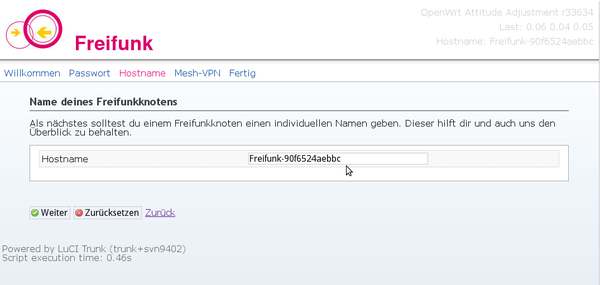 OpenWrt Attitude Adjustment r33634
Last: 0.06 0.04 0.05
Hostname: Freifunk-90f6524aebbc
Freifunk
Willkommen Passwort Hostname Mesh-VPN Fertig
Name deines Freifunkknotens
Als nächstes solltest du einem Freifunkknoten einen individuellen Namen geben. Dieser hilft dir und auch uns den
Überblick zu behalten.
Hostname Freifunk-90f6524aebbc
Weiter Zurücksetzen Zurück
Powered by LuCI Trunk (trunk+svn9402)
Script execution time: 0.46s